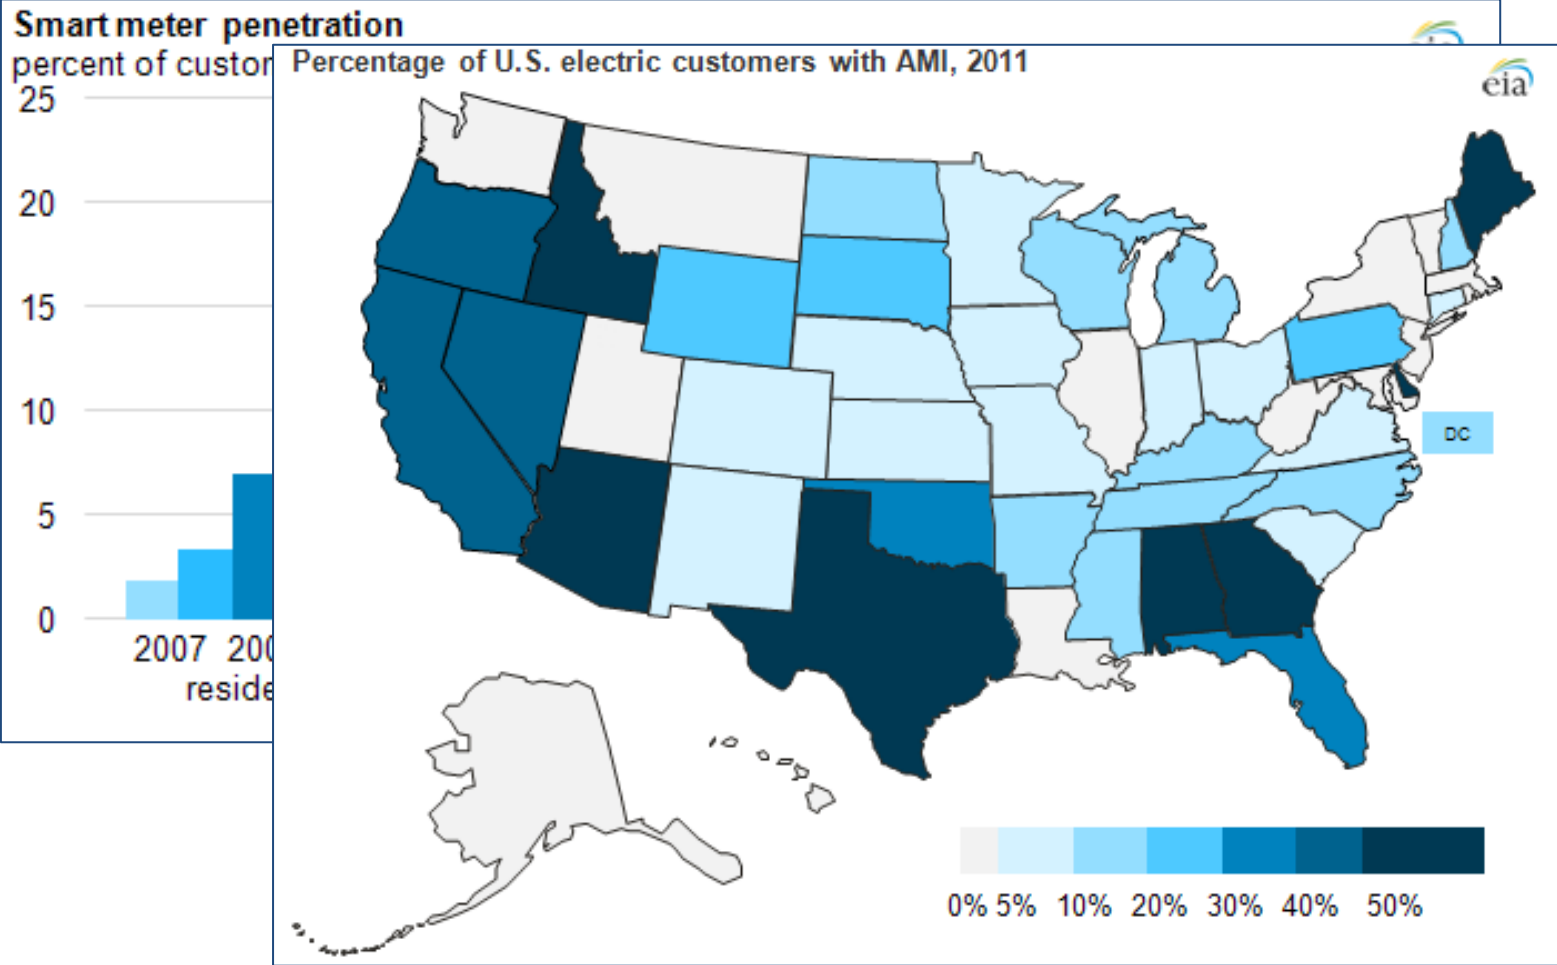 Smart meter penetration
percent of custor
25
20
15
10
5
0
2007 200
reside
Percentage of U.S. electric customers with AMI, 2011
eia
DC
0% 5% 10% 20% 30% 40% 50%